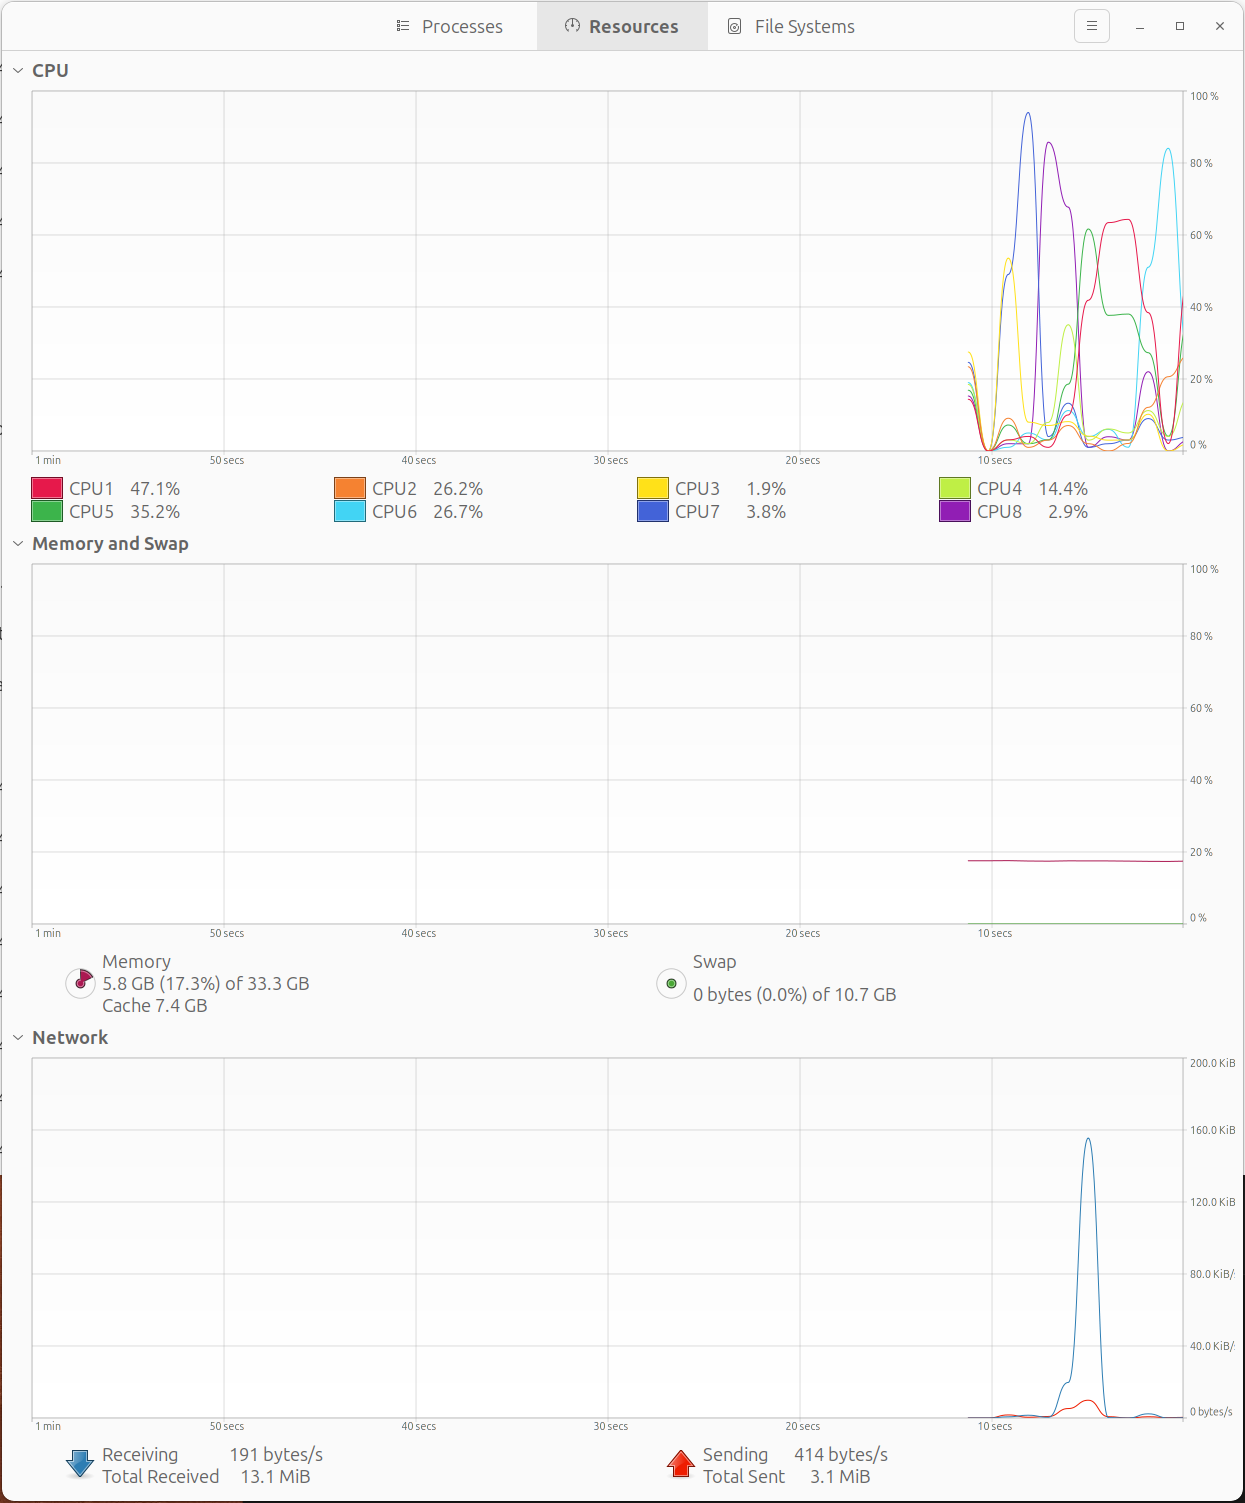 Processes Resources File Systems
CPU
100 %
80 %
60 %
40 %
20 %
0 %
1 min 50 secs 40 secs 30 secs 20 secs 10 secs
CPU1 47.1% CPU2 26.2% CPU3 1.9% CPU4 14.4%
CPU5 35.2% CPU6 26.7% CPU7 3.8% CPU8 2.9%
Memory and Swap
100 %
80 %
60 %
40 %
20 %
0 %
1 min 50 secs 40 secs 30 secs 20 secs 10 secs
Memory
5.8 GB (17.3%) of 33.3 GB
Cache 7.4 GB
Swap
0 bytes (0.0%) of 10.7 GB
Network
200.0 KiB
160.0 KiB
120.0 KiB
80.0 KiB/
40.0 KiB/
0 bytes/s
1 min 50 secs 40 secs 30 secs 20 secs 10 secs
Receiving 191 bytes/s
Total Received 13.1 MiB
Sending 414 bytes/s
Total Sent 3.1 MiB